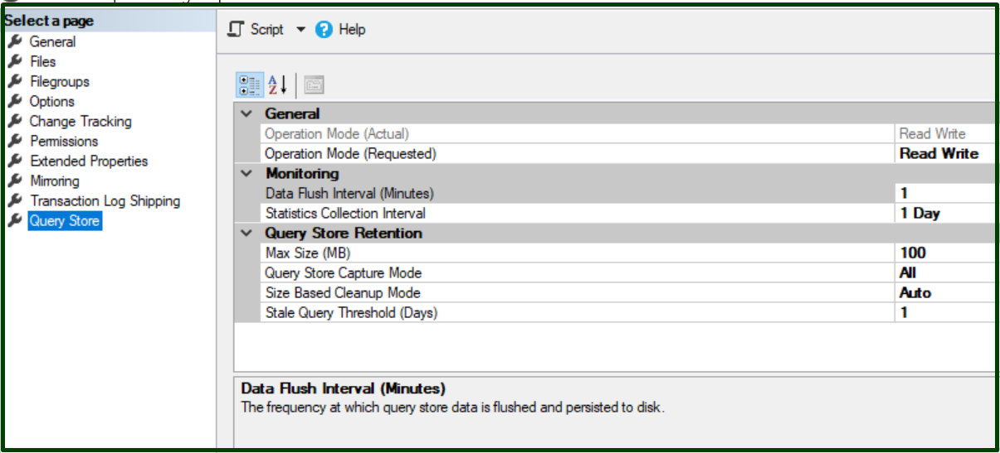 Select a page
General
Files
Filegroups
Options
Change Tracking
Permissions
Extended Properties
Mirroring
Transaction Log Shipping
Query Store
Script Help
General
Operation Mode (Actual) Read Write
Operation Mode (Requested) Read Write
Monitoring
Data Flush Interval (Minutes) 1
Statistics Collection Interval 1 Day
Query Store Retention
Max Size (MB) 100
Query Store Capture Mode All
Size Based Cleanup Mode Auto
Stale Query Threshold (Days) 1
Data Flush Interval (Minutes)
The frequency at which query store data is flushed and persisted to disk.